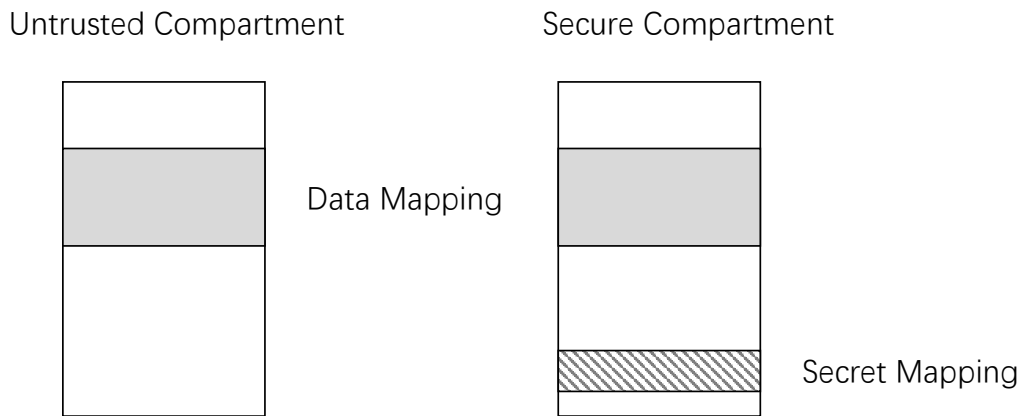 Untrusted Compartment
Secure Compartment
Data Mapping
Secret Mapping